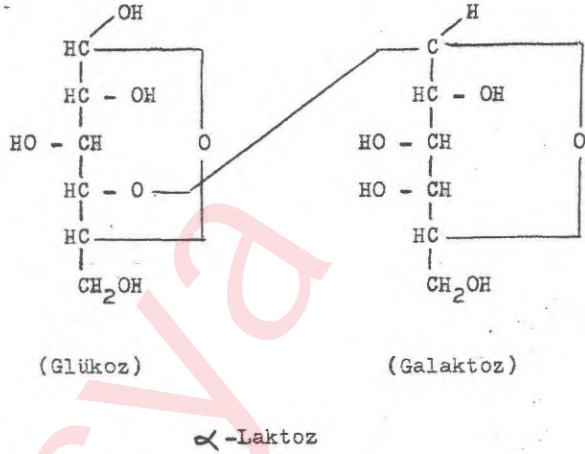 OH H
HC C
HC - OH HC - OH
HO - CH O HO - CH O
HC - O HO - CH
HC HC
CH2OH CH2OH
(Glükoz) (Galaktoz)
α-Laktoz